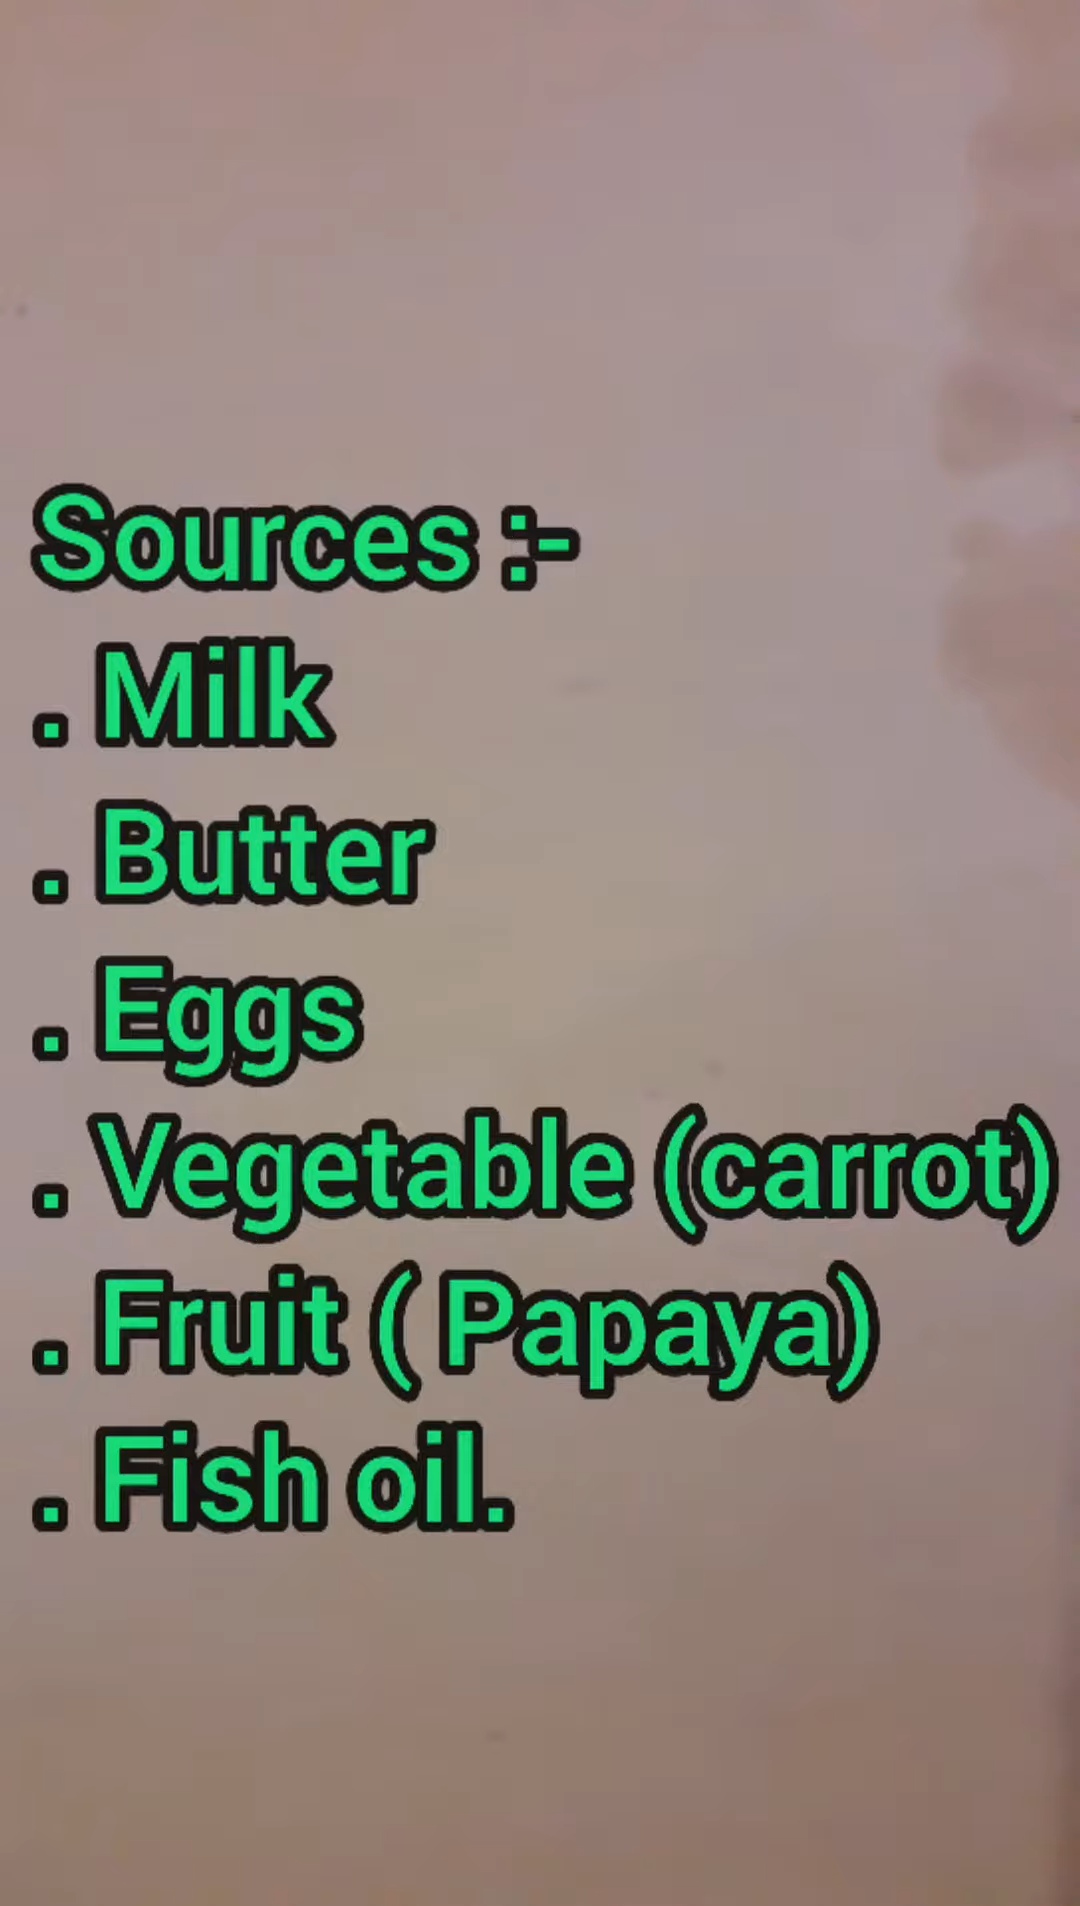 Sources :-
. Milk
. Butter
. Eggs
. Vegetable (carrot)
. Fruit ( Papaya)
. Fish oil.